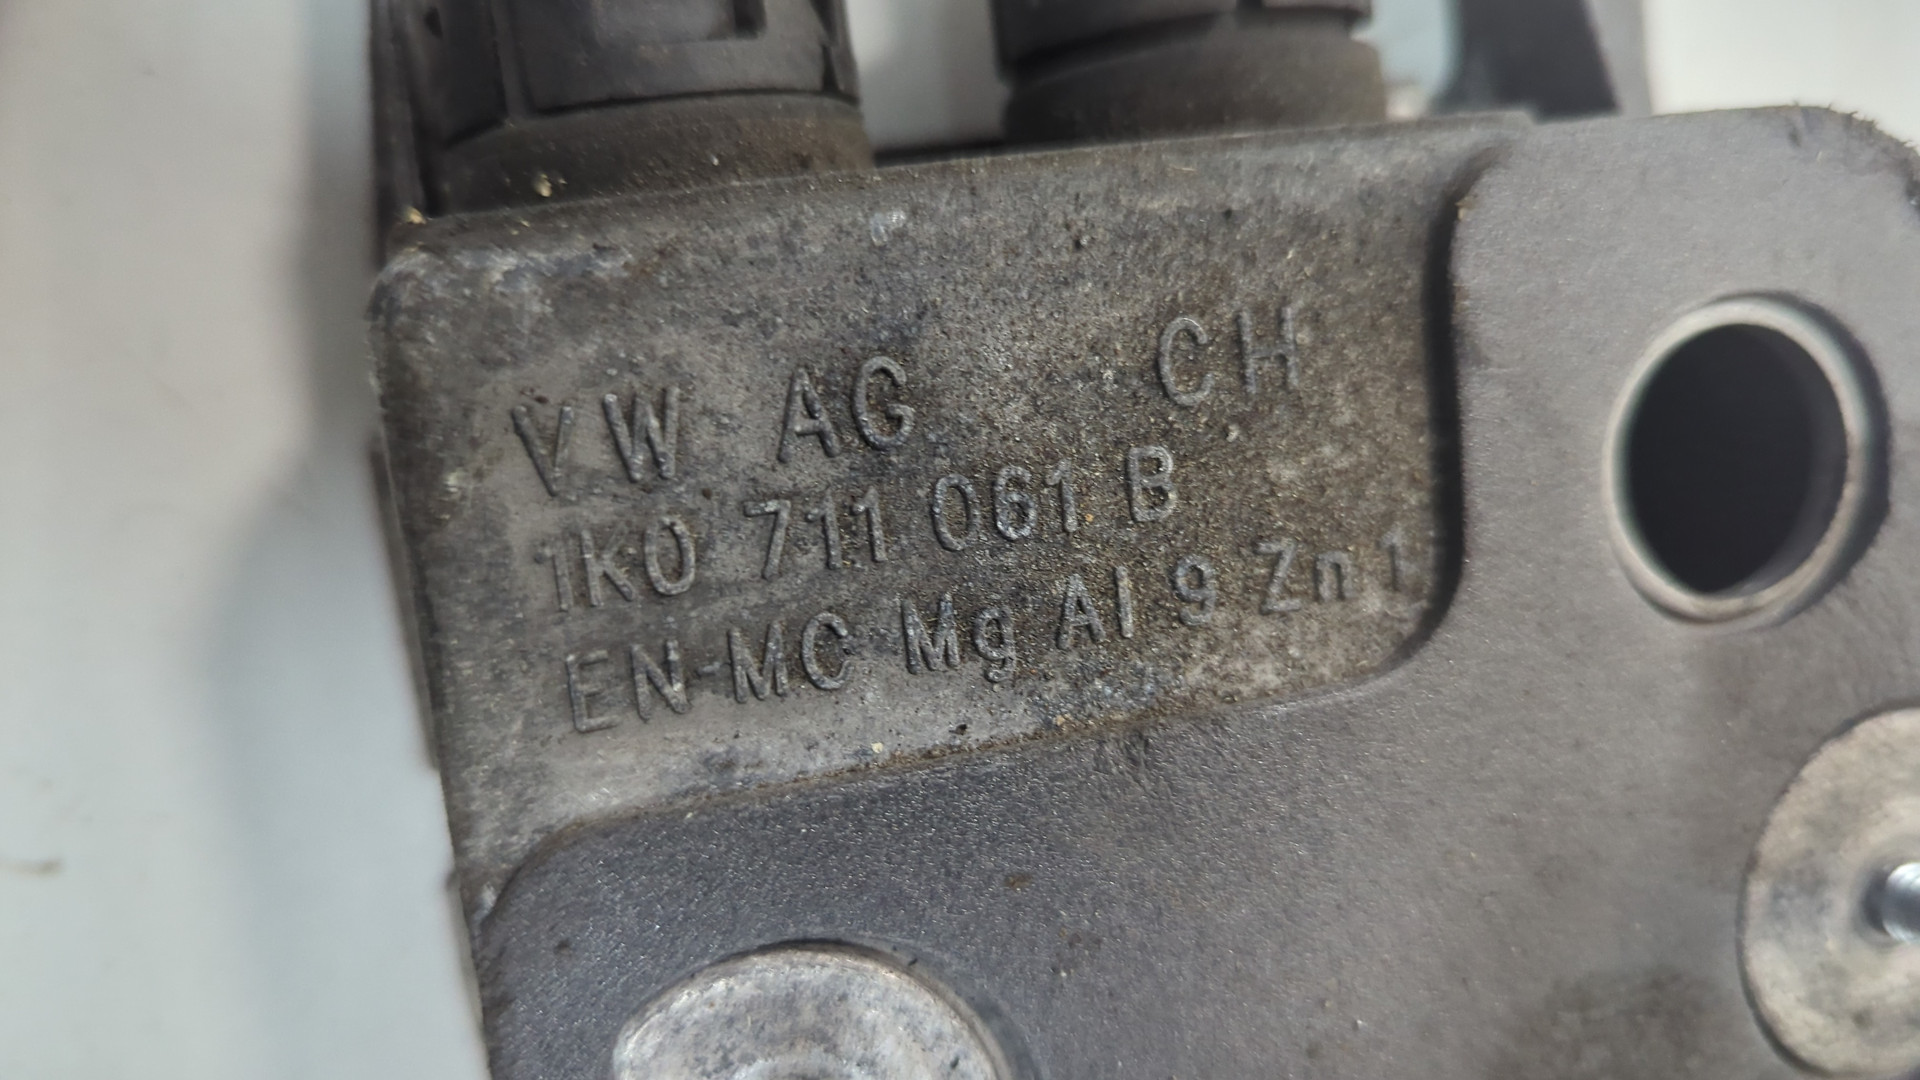 VW AG CH
1K0 711 061 B
EN-MC Mg Al 9 Zn 1